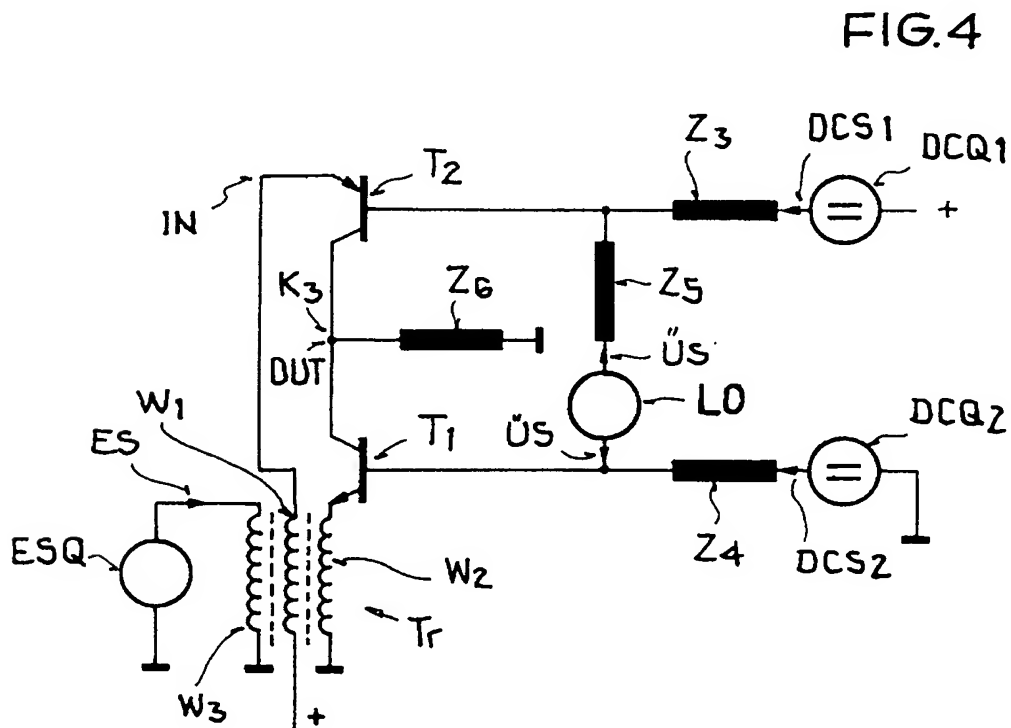 FIG.4
Z3
DCS1
DCQ1
T2
IN
+
K3
Z6
Z5
OUT
ÜS
LO
W1
T1
ÜS
DCQ2
ES
ESQ
W2
Z4
DCS2
Tr
W3
+